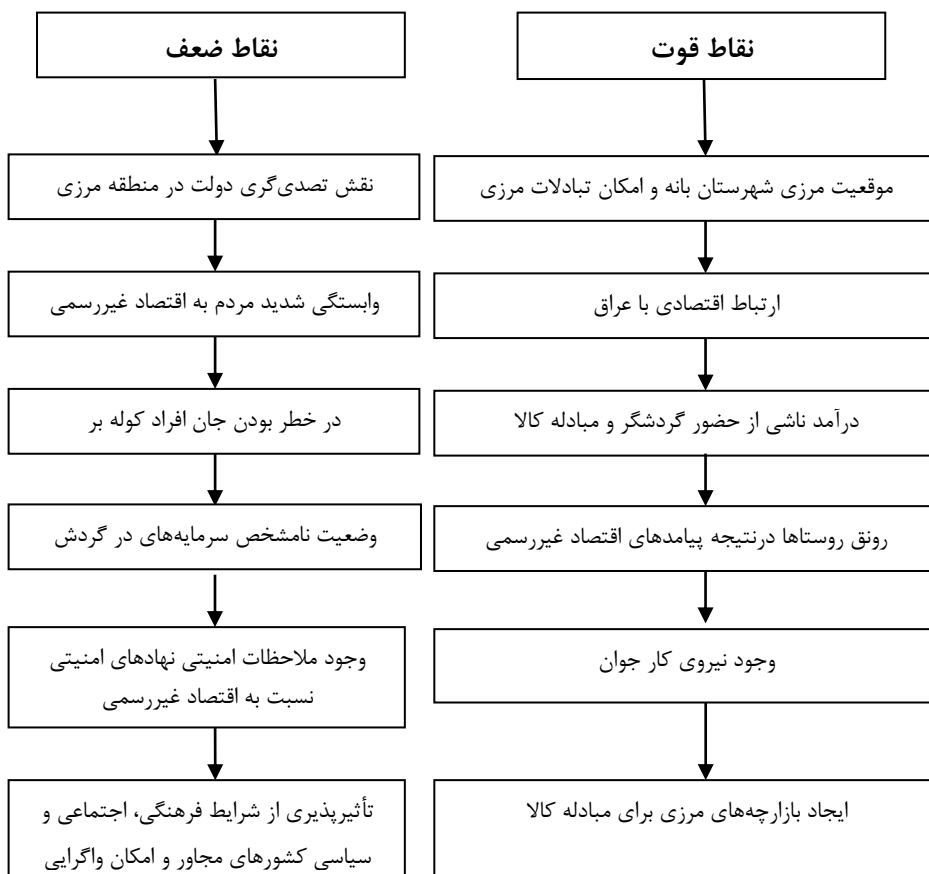 نقاط قوت
موقعیت مرزی شهرستان بانه و امکان تبادلات مرزی
ارتباط اقتصادی با عراق
درآمد ناشی از حضور گردشگر و مبادله کالا
رونق روستاها درنتیجه پیامدهای اقتصاد غیررسمی
وجود نیروی کار جوان
ایجاد بازارچه‌های مرزی برای مبادله کالا
نقاط ضعف
نقش تصدی‌گری دولت در منطقه مرزی
وابستگی شدید مردم به اقتصاد غیررسمی
در خطر بودن جان افراد کوله بر
وضعیت نامشخص سرمایه‌های در گردش
وجود ملاحظات امنیتی نهادهای امنیتی
نسبت به اقتصاد غیررسمی
تأثیرپذیری از شرایط فرهنگی، اجتماعی و
سیاسی کشورهای مجاور و امکان واگرایی